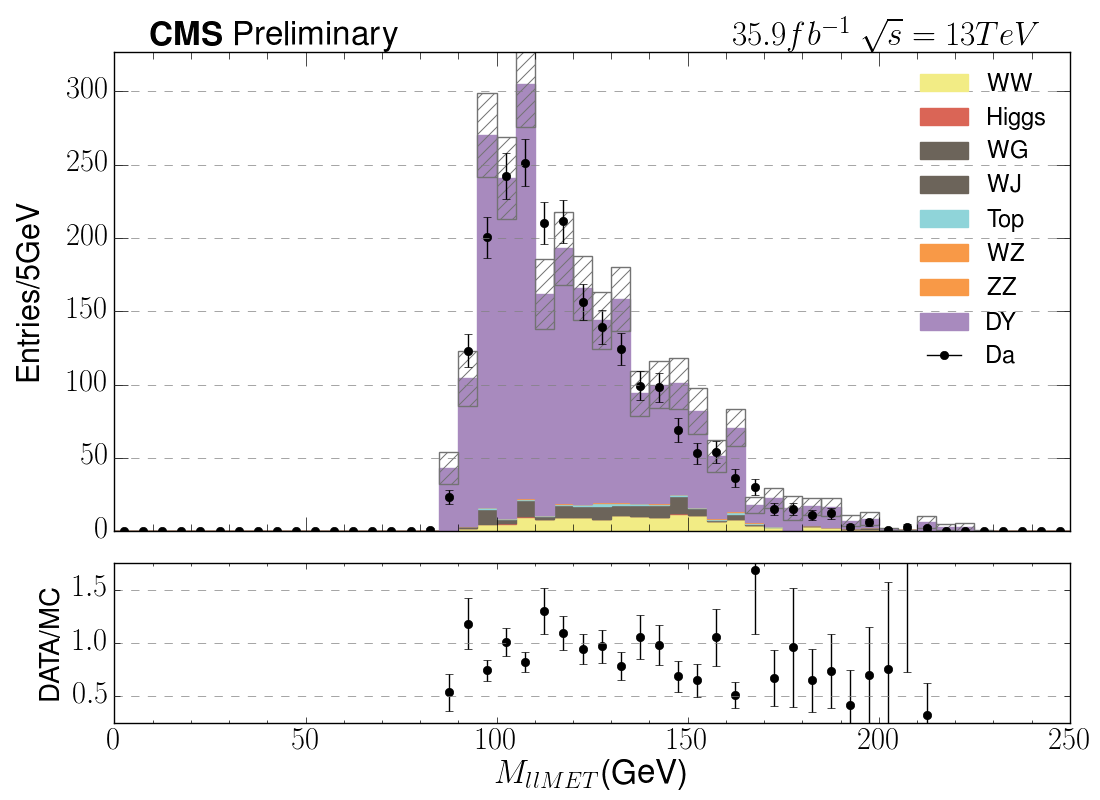 CMS Preliminary
35.9fb⁻¹ √s = 13TeV
Entries/5GeV
300
250
200
150
100
50
0
WW
Higgs
WG
WJ
Top
WZ
ZZ
DY
Da
DATA/MC
1.5
1.0
0.5
0 50 100 150 200 250
M_{llMET}(GeV)